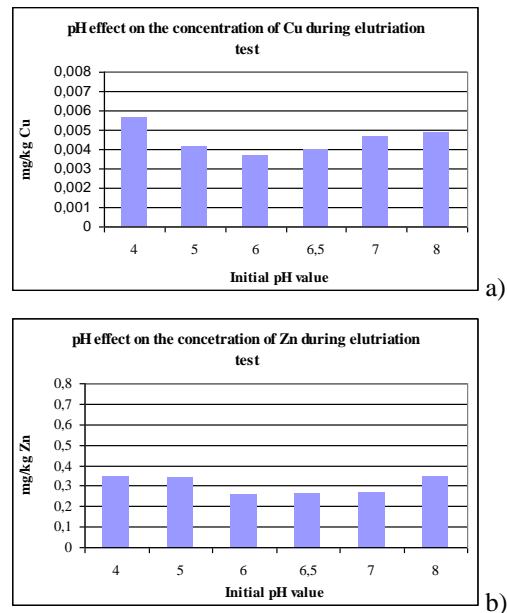 pH effect on the concentration of Cu during elutriation
test
mg/kg Cu
0,008
0,007
0,006
0,005
0,004
0,003
0,002
0,001
0
4 5 6 6,5 7 8
Initial pH value
a)
pH effect on the concetration of Zn during elutriation
test
mg/kg Zn
0,8
0,7
0,6
0,5
0,4
0,3
0,2
0,1
0
4 5 6 6,5 7 8
Initial pH value
b)